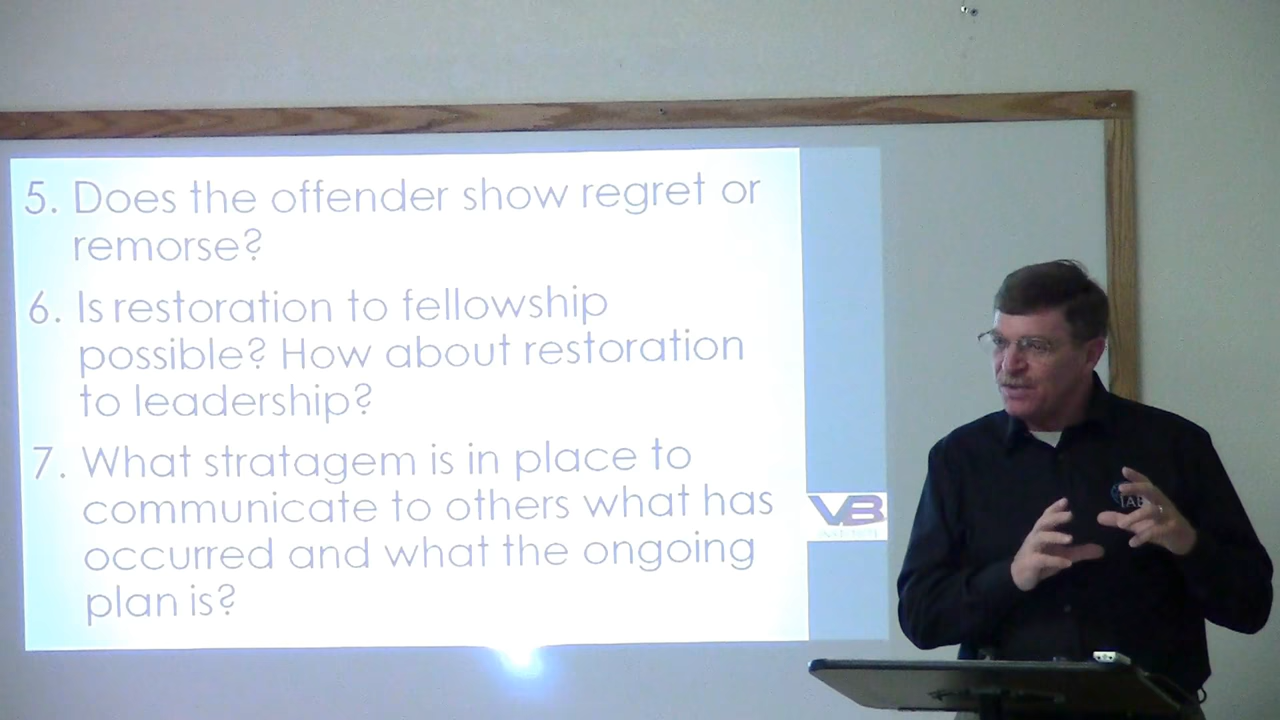 5. Does the offender show regret or
remorse?
6. Is restoration to fellowship
possible? How about restoration
to leadership?
7. What stratagem is in place to
communicate to others what has
occurred and what the ongoing
plan is?
VB
INSTITUTE